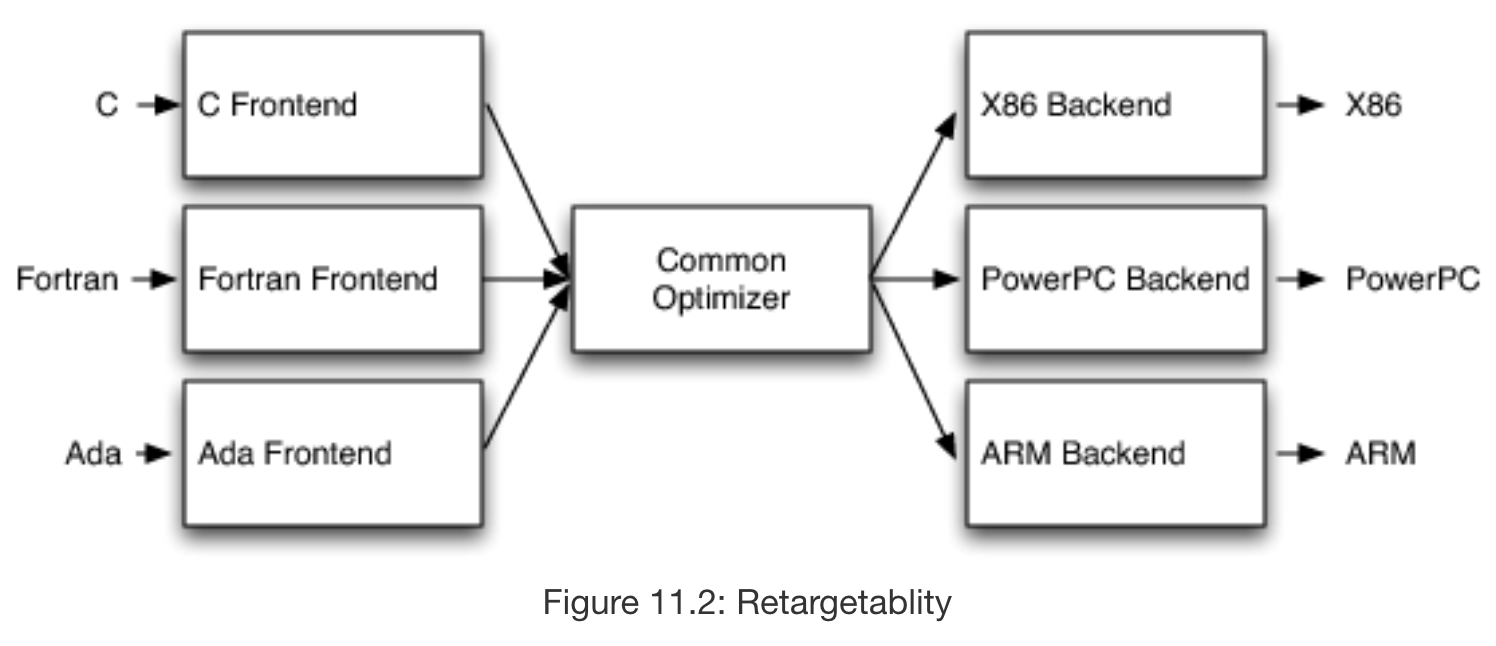 C
C Frontend
X86 Backend
X86
Fortran
Fortran Frontend
Common
Optimizer
PowerPC Backend
PowerPC
Ada
Ada Frontend
ARM Backend
ARM
Figure 11.2: Retargetablity